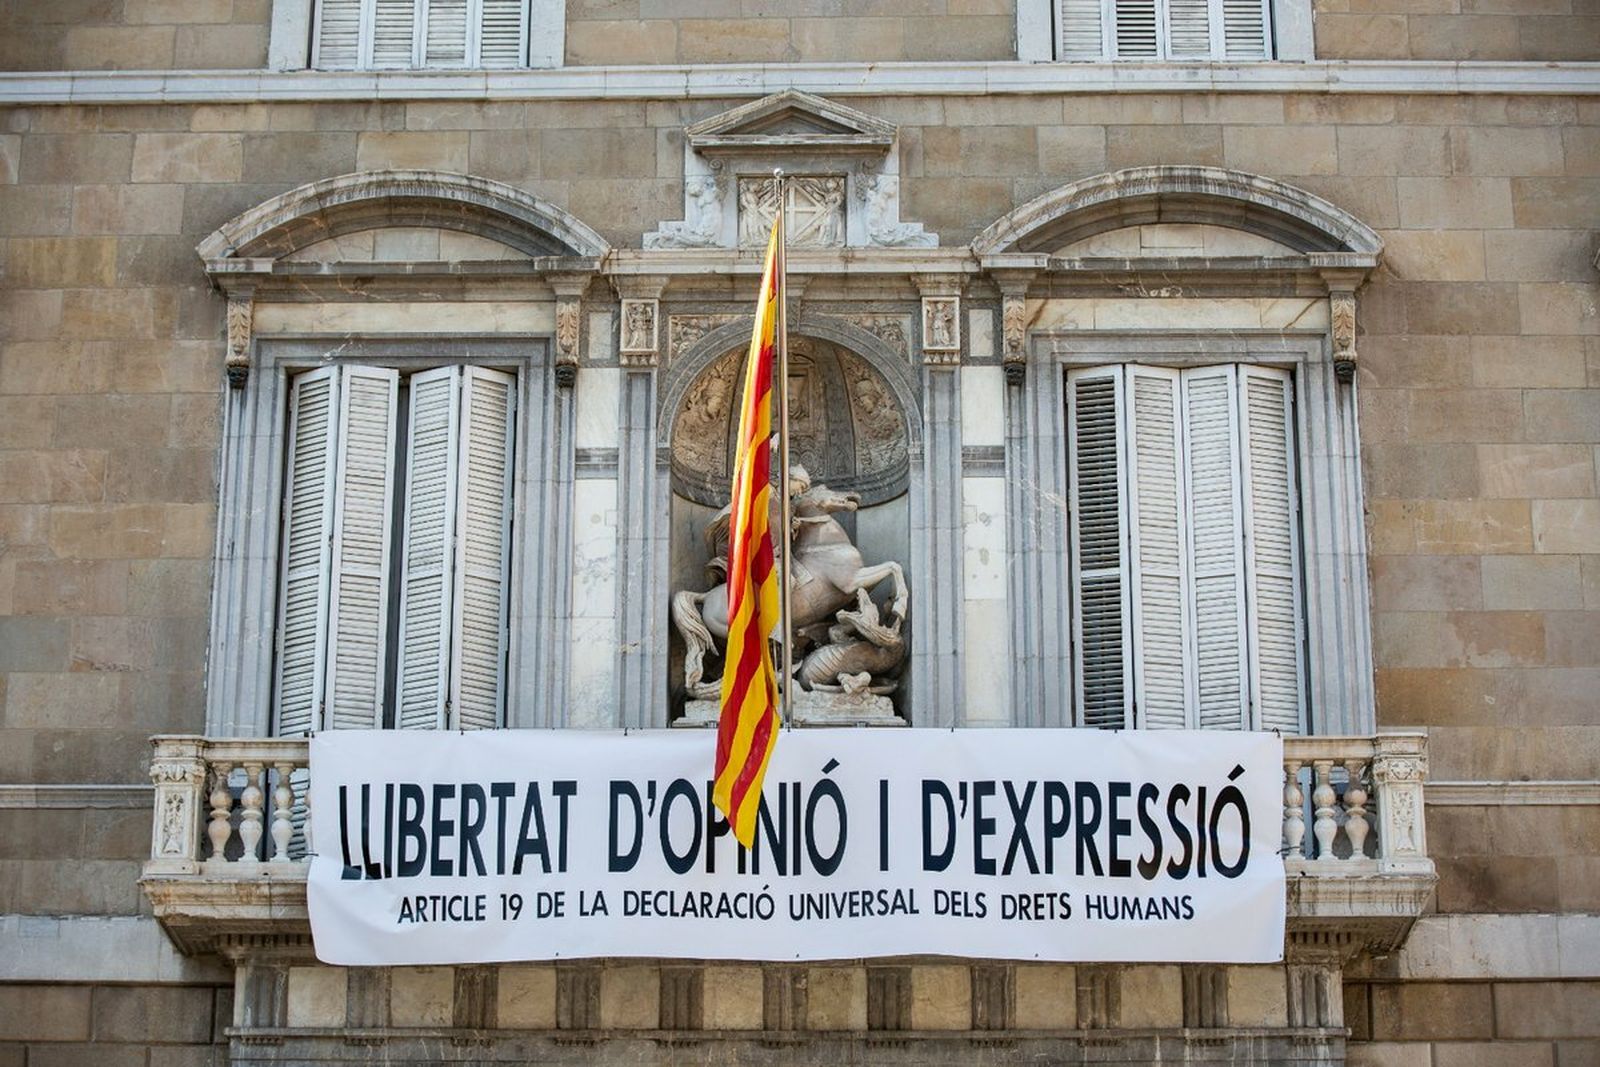 LLIBERTAT D'OPINIÓ I D'EXPRESSIÓ
ARTICLE 19 DE LA DECLARACIÓ UNIVERSAL DELS DRETS HUMANS